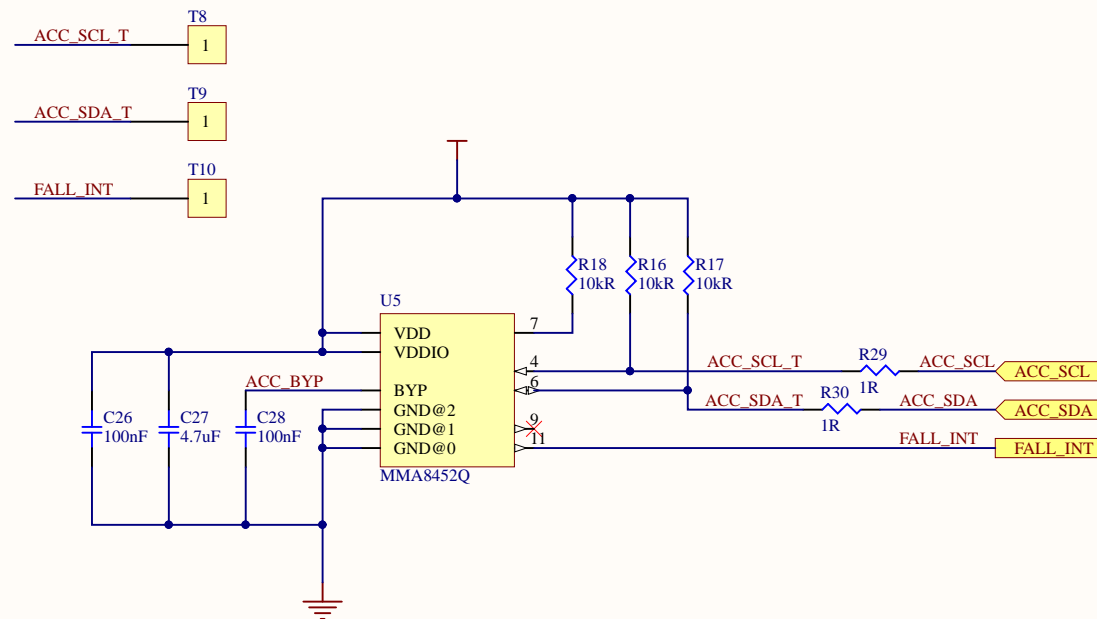 T8
ACC_SCL_T
1
T9
ACC_SDA_T
1
T10
FALL_INT
1
R18
10kR
R16
10kR
R17
10kR
U5
VDD
7
VDDIO
4
ACC_SCL_T
R29
1R
ACC_SCL
ACC_SCL
ACC_BYP
BYP
6
ACC_SDA_T
R30
1R
ACC_SDA
ACC_SDA
C26
100nF
C27
4.7uF
C28
100nF
GND@2
GND@1
9
GND@0
11
FALL_INT
FALL_INT
MMA8452Q